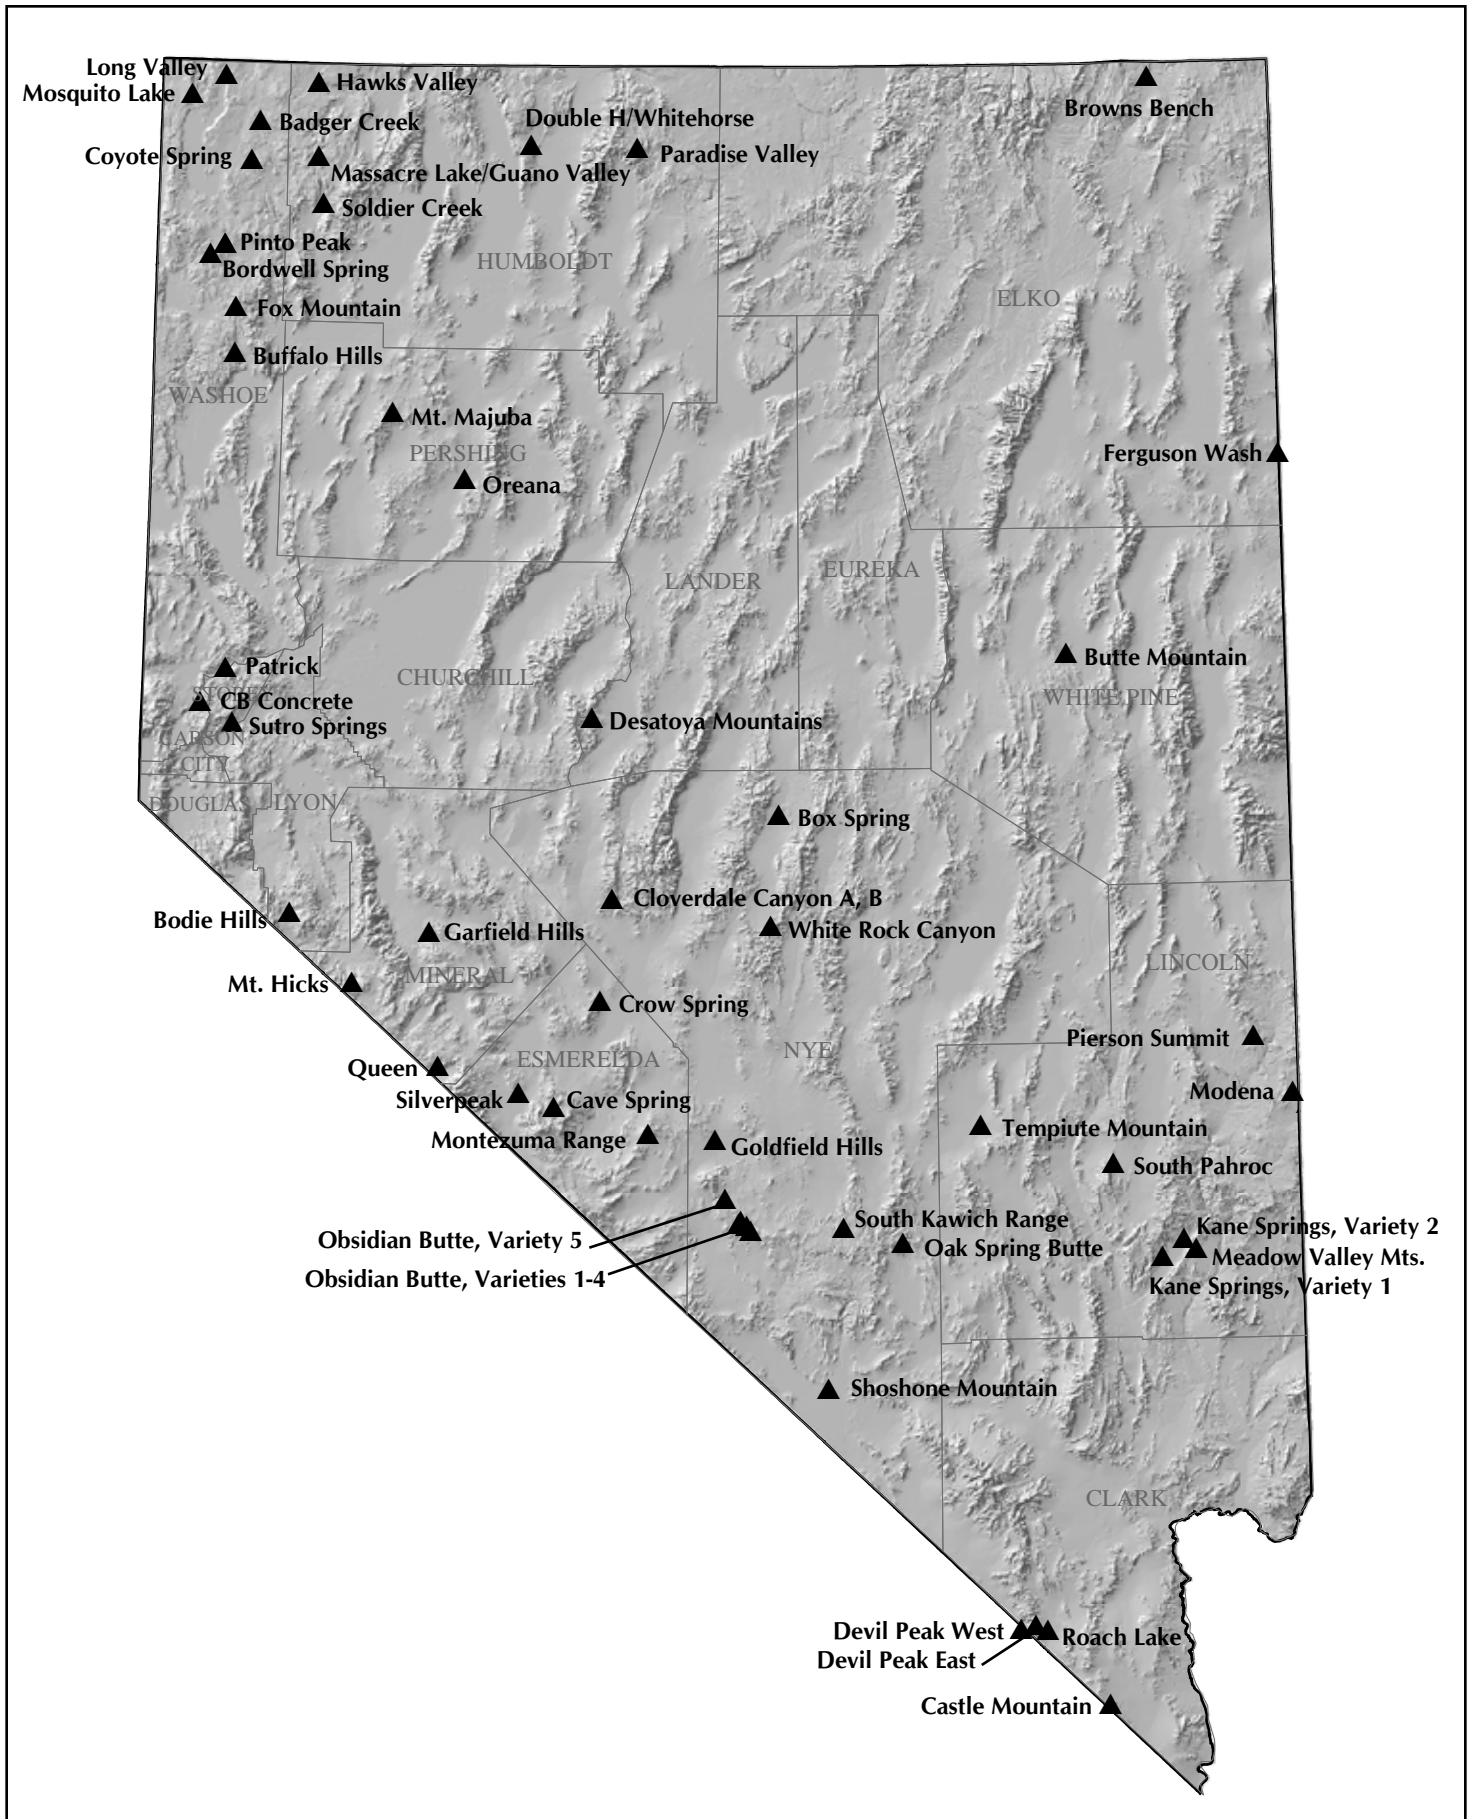 Long Valley
Mosquito Lake
Hawks Valley
Browns Bench
Badger Creek
Double H/Whitehorse
Coyote Spring
Paradise Valley
Massacre Lake/Guano Valley
Soldier Creek
Pinto Peak
Bordwell Spring
HUMBOLDT
ELKO
Fox Mountain
Buffalo Hills
WASHOE
Mt. Majuba
PERSHING
Ferguson Wash
Oreana
LANDER
EUREKA
Patrick
CHURCHILL
Butte Mountain
STOREY
CB Concrete
WHITE PINE
Sutro Springs
Desatoya Mountains
CARSON
CITY
DOUGLAS
LYON
Box Spring
Cloverdale Canyon A, B
Bodie Hills
Garfield Hills
White Rock Canyon
LINCOLN
MINERAL
Mt. Hicks
Crow Spring
Pierson Summit
NYE
ESMERELDA
Queen
Modena
Silverpeak
Cave Spring
Tempiute Mountain
Montezuma Range
Goldfield Hills
South Pahroc
South Kawich Range
Kane Springs, Variety 2
Obsidian Butte, Variety 5
Oak Spring Butte
Meadow Valley Mts.
Obsidian Butte, Varieties 1-4
Kane Springs, Variety 1
Shoshone Mountain
CLARK
Devil Peak West
Roach Lake
Devil Peak East
Castle Mountain